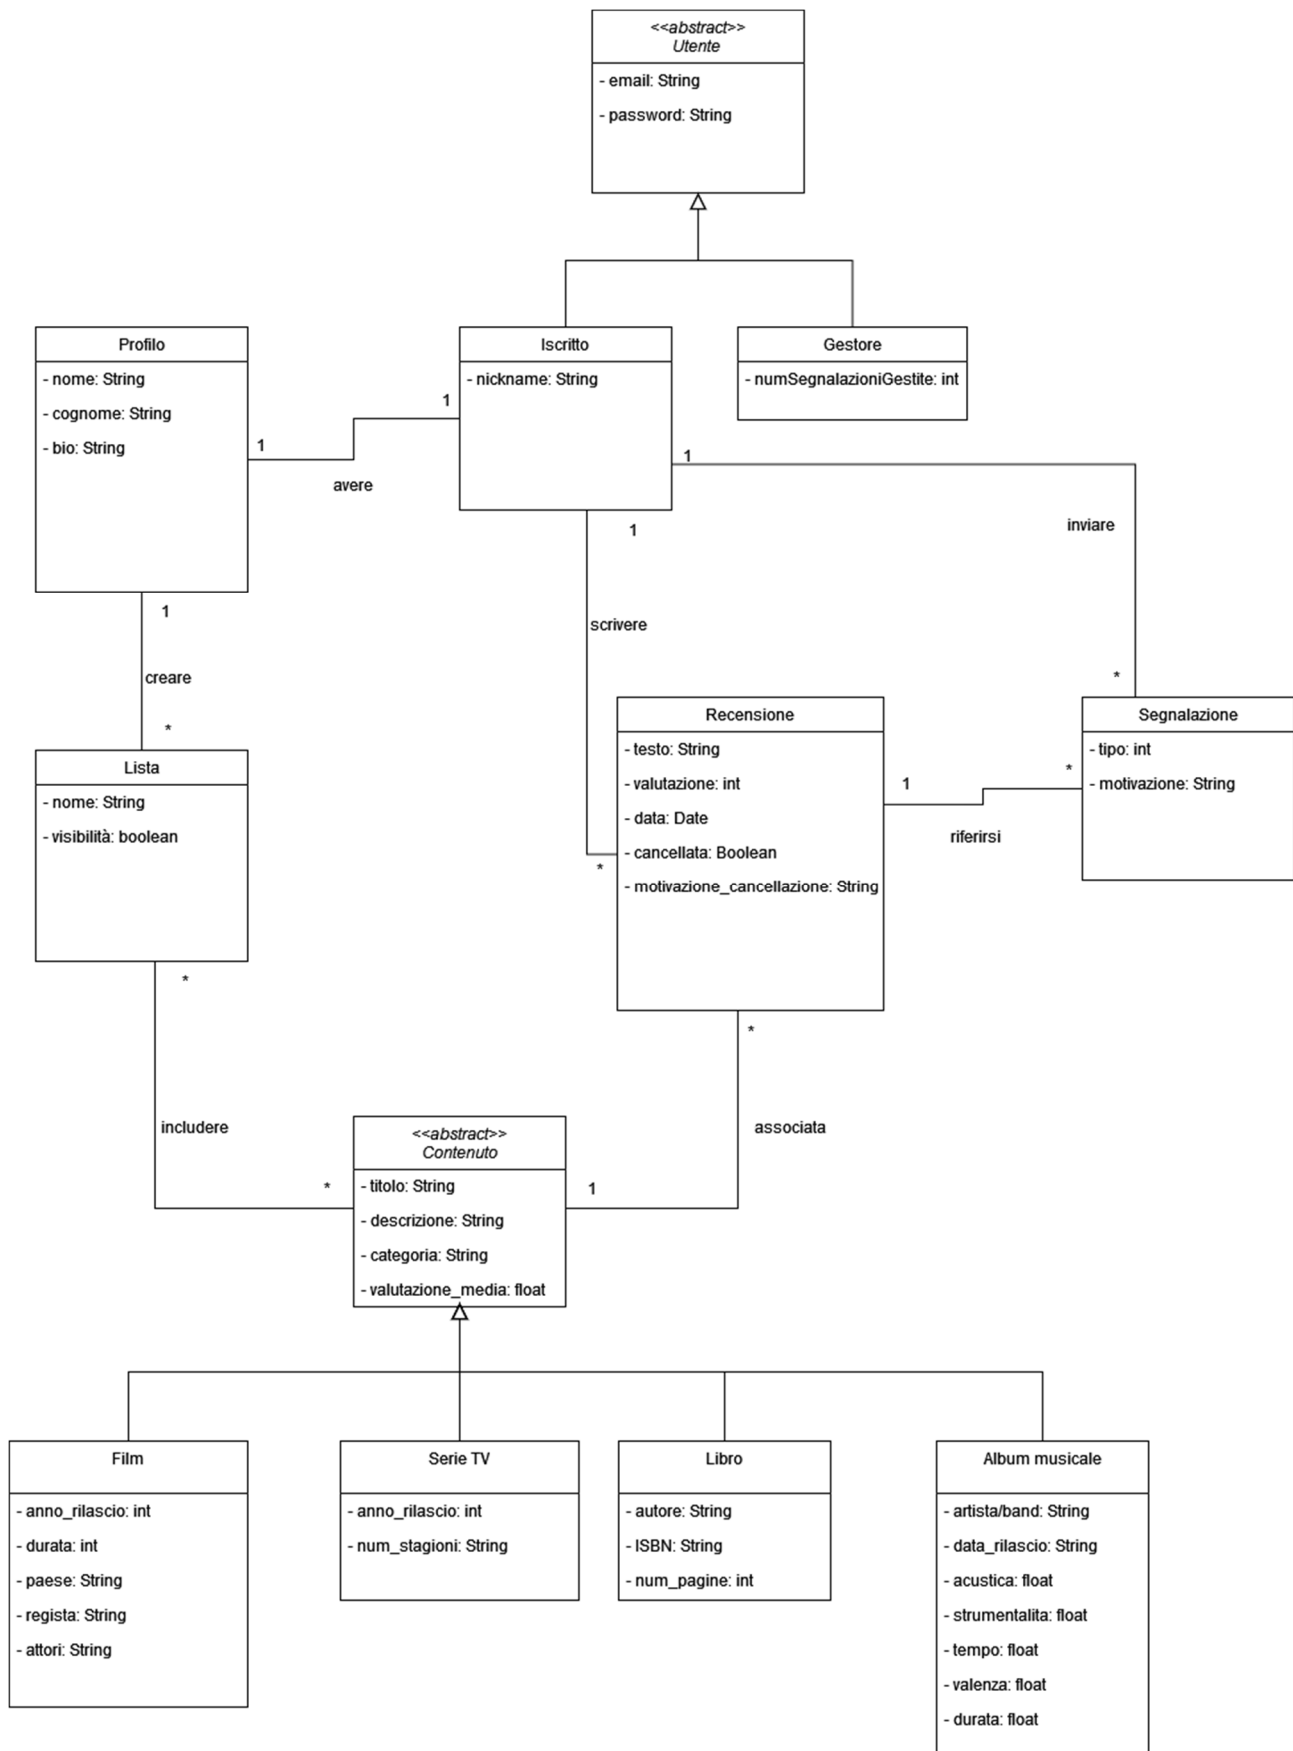 <<abstract>>
Utente
- email: String
- password: String
Profilo
- nome: String
- cognome: String
- bio: String
Iscritto
- nickname: String
Gestore
- numSegnalazioniGestite: int
1
1
avere
1
inviare
*
1
scrivere
*
1
creare
*
Lista
- nome: String
- visibilità: boolean
Recensione
- testo: String
- valutazione: int
- data: Date
- cancellata: Boolean
- motivazione_cancellazione: String
Segnalazione
- tipo: int
- motivazione: String
1
*
riferirsi
*
includere
*
*
associata
1
<<abstract>>
Contenuto
- titolo: String
- descrizione: String
- categoria: String
- valutazione_media: float
Film
- anno_rilascio: int
- durata: int
- paese: String
- regista: String
- attori: String
Serie TV
- anno_rilascio: int
- num_stagioni: String
Libro
- autore: String
- ISBN: String
- num_pagine: int
Album musicale
- artista/band: String
- data_rilascio: String
- acustica: float
- strumentalita: float
- tempo: float
- valenza: float
- durata: float